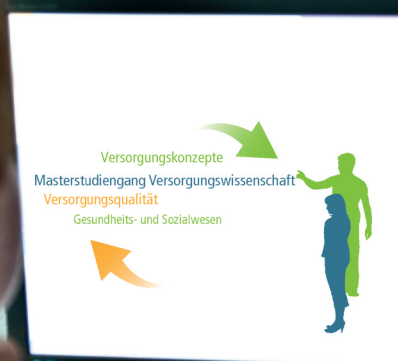 Versorgungskonzepte
Masterstudiengang Versorgungswissenschaft
Versorgungsqualität
Gesundheits- und Sozialwesen